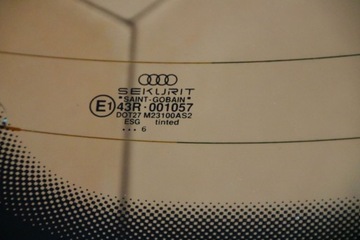 SEKURIT
"SAINT-GOBAIN"
E1 43R-001057
DOT27 M23100AS2
ESG tinted
... 6